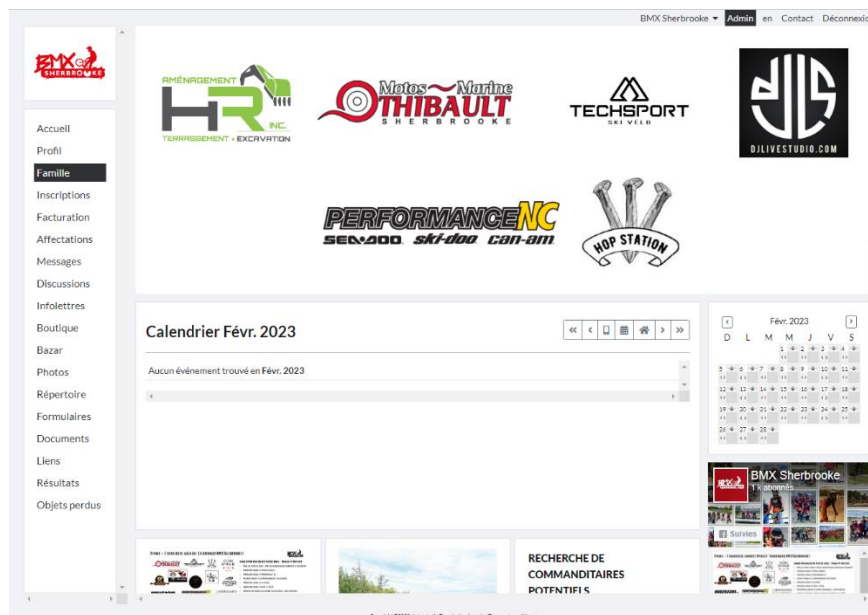 BMX Sherbrooke
Admin
en
Contact
Déconnexio
BMX
SHERBROOKE
AMÉNAGEMENT
HR INC.
TERRASSEMENT + EXCAVATION
Motos Marine
THIBAULT
SHERBROOKE
TECHSPORT
SKI VÉLO
DJLS
DJLIVESTUDIO.COM
PERFORMANCE NC
SEA-DOO ski-doo can-am
HOP STATION
Accueil
Profil
Famille
Inscriptions
Facturation
Affectations
Messages
Discussions
Infolettres
Boutique
Bazar
Photos
Répertoire
Formulaires
Documents
Liens
Résultats
Objets perdus
Calendrier Févr. 2023
Aucun événement trouvé en Févr. 2023
Févr. 2023
D L M M J V S
1 2 3 4
5 6 7 8 9 10 11
12 13 14 15 16 17 18
19 20 21 22 23 24 25
26 27 28
BMX Sherbrooke
1 k abonnés
Suivies
RECHERCHE DE
COMMANDITAIRES
POTENTIELS